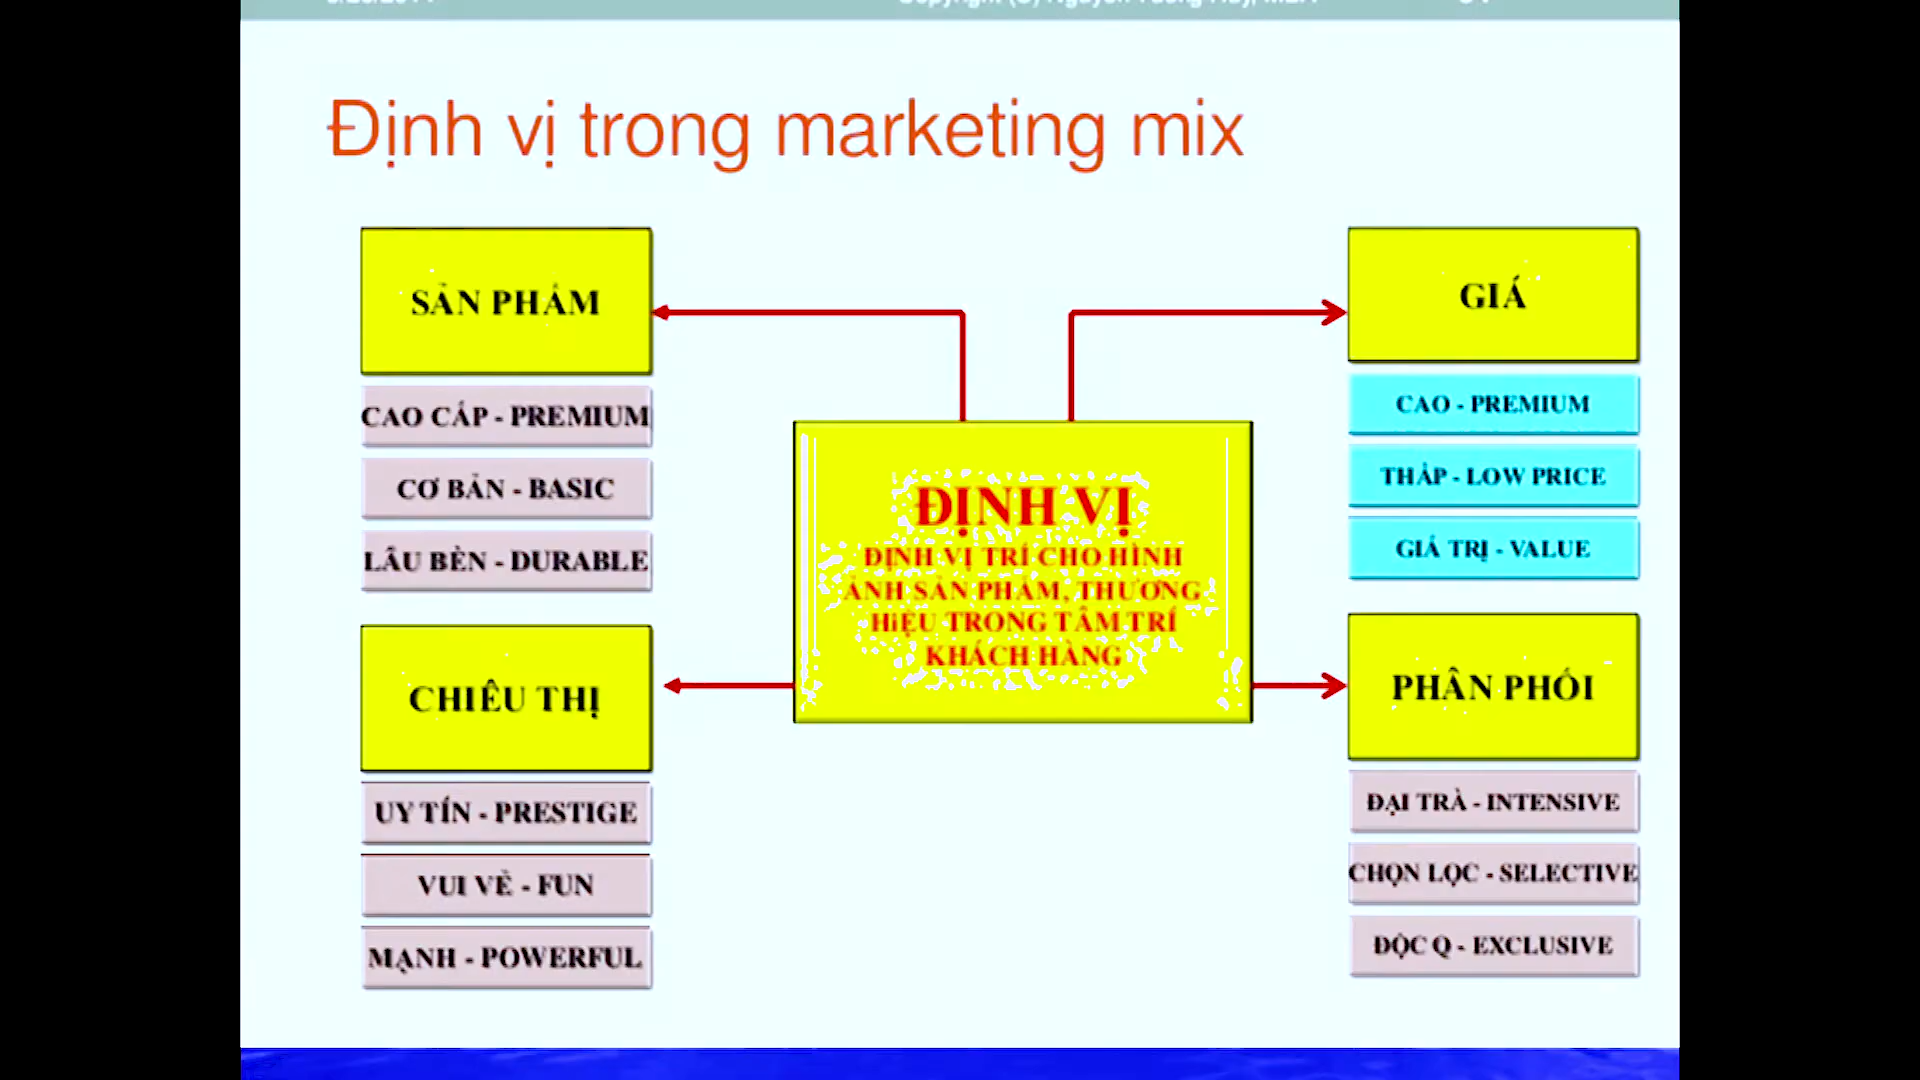 Định vị trong marketing mix
SẢN PHẨM
CAO CẤP - PREMIUM
CƠ BẢN - BASIC
LÂU BỀN - DURABLE
GIÁ
CAO - PREMIUM
THẤP - LOW PRICE
GIÁ TRỊ - VALUE
ĐỊNH VỊ
ĐỊNH VỊ TRÍ CHO HÌNH
ẢNH SẢN PHẨM, THƯƠNG
HiỆU TRONG TÂM TRÍ
KHÁCH HÀNG
CHIÊU THỊ
UY TÍN - PRESTIGE
VUI VẺ - FUN
MẠNH - POWERFUL
PHÂN PHỐI
ĐẠI TRÀ - INTENSIVE
CHỌN LỌC - SELECTIVE
ĐỘC Q - EXCLUSIVE